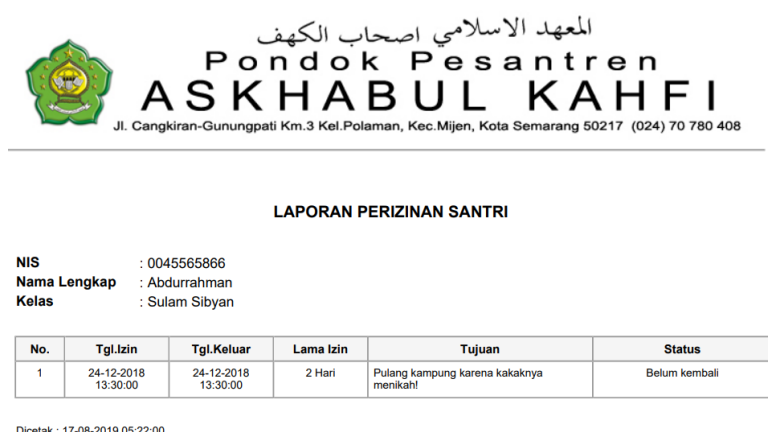 المعهد الاسلامي اصحاب الكهف
Pondok Pesantren
ASKHABUL KAHFI
Jl. Cangkiran-Gunungpati Km.3 Kel.Polaman, Kec.Mijen, Kota Semarang 50217 (024) 70 780 408
LAPORAN PERIZINAN SANTRI
NIS : 0045565866
Nama Lengkap : Abdurrahman
Kelas : Sulam Sibyan
No. Tgl.Izin Tgl.Keluar Lama Izin Tujuan Status
1 24-12-2018 24-12-2018 2 Hari Pulang kampung karena kakaknya Belum kembali
13:30:00 13:30:00 menikah!
Dicetak : 17-08-2019 05:22:00